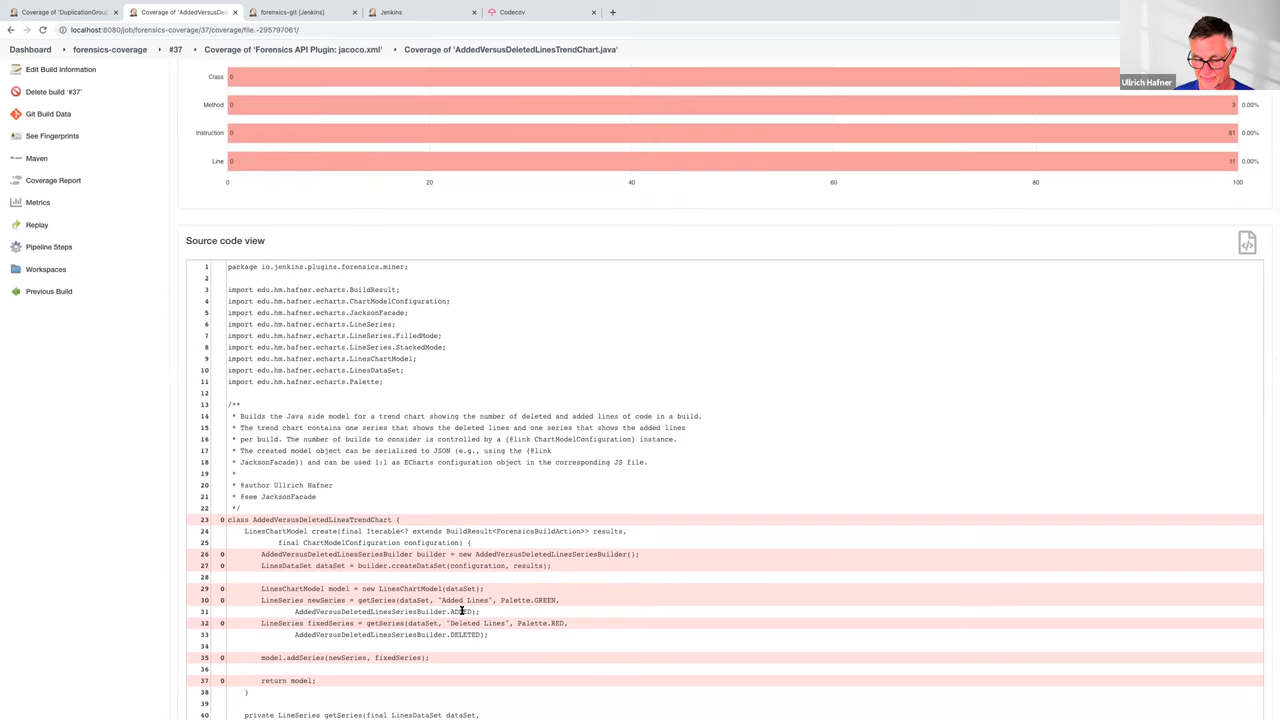 Coverage of 'DuplicationGrou
Coverage of 'AddedVersusDel
forensics-git [Jenkins]
Jenkins
Codecov
localhost:8080/job/forensics-coverage/37/coverage/file.-295797061/
Ullrich Hafner
Dashboard
forensics-coverage
#37
Coverage of 'Forensics API Plugin: jacoco.xml'
Coverage of 'AddedVersusDeletedLinesTrendChart.java'
Edit Build Information
Delete build '#37'
Git Build Data
See Fingerprints
Maven
Coverage Report
Metrics
Replay
Pipeline Steps
Workspaces
Previous Build
Class 0
Method 0 3 0.00%
Instruction 0 61 0.00%
Line 0 11 0.00%
0 20 40 60 80 100
Source code view
1 package io.jenkins.plugins.forensics.miner;
2
3 import edu.hm.hafner.echarts.BuildResult;
4 import edu.hm.hafner.echarts.ChartModelConfiguration;
5 import edu.hm.hafner.echarts.JacksonFacade;
6 import edu.hm.hafner.echarts.LineSeries;
7 import edu.hm.hafner.echarts.LineSeries.FilledMode;
8 import edu.hm.hafner.echarts.LineSeries.StackedMode;
9 import edu.hm.hafner.echarts.LinesChartModel;
10 import edu.hm.hafner.echarts.LinesDataSet;
11 import edu.hm.hafner.echarts.Palette;
12
13 /**
14 * Builds the Java side model for a trend chart showing the number of deleted and added lines of code in a build.
15 * The trend chart contains one series that shows the deleted lines and one series that shows the added lines
16 * per build. The number of builds to consider is controlled by a {@link ChartModelConfiguration} instance.
17 * The created model object can be serialized to JSON (e.g., using the {@link
18 * JacksonFacade}) and can be used 1:1 as ECharts configuration object in the corresponding JS file.
19 *
20 * @author Ullrich Hafner
21 * @see JacksonFacade
22 */
23 0 class AddedVersusDeletedLinesTrendChart {
24 LinesChartModel create(final Iterable<? extends BuildResult<ForensicsBuildAction>> results,
25 final ChartModelConfiguration configuration) {
26 0 AddedVersusDeletedLinesSeriesBuilder builder = new AddedVersusDeletedLinesSeriesBuilder();
27 0 LinesDataSet dataSet = builder.createDataSet(configuration, results);
28
29 0 LinesChartModel model = new LinesChartModel(dataSet);
30 0 LineSeries newSeries = getSeries(dataSet, "Added Lines", Palette.GREEN,
31 AddedVersusDeletedLinesSeriesBuilder.ADDED);
32 0 LineSeries fixedSeries = getSeries(dataSet, "Deleted Lines", Palette.RED,
33 AddedVersusDeletedLinesSeriesBuilder.DELETED);
34
35 0 model.addSeries(newSeries, fixedSeries);
36
37 0 return model;
38 }
39
40 private LineSeries getSeries(final LinesDataSet dataSet,